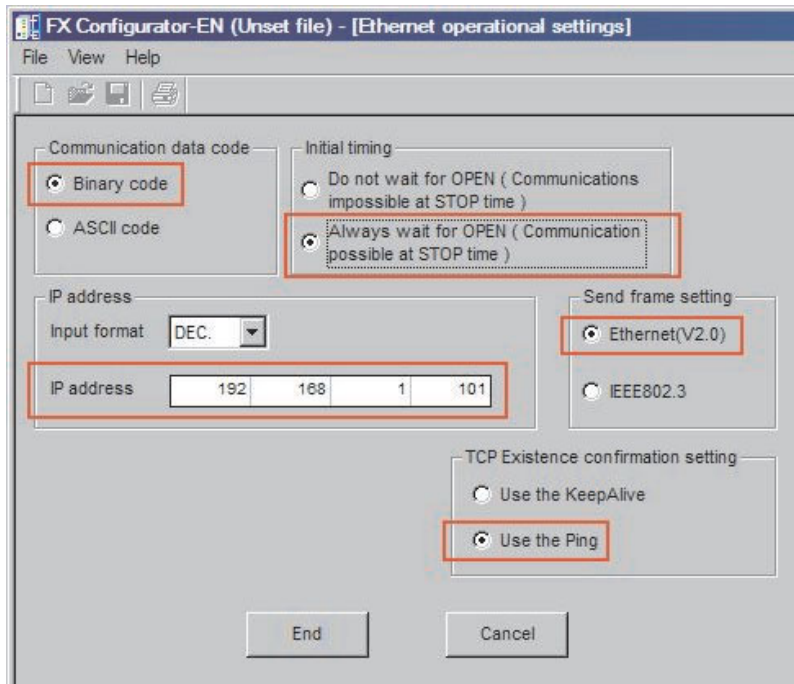 FX Configurator-EN (Unset file) - [Ethernet operational settings]
File View Help
Communication data code
Binary code
ASCII code
Initial timing
Do not wait for OPEN ( Communications
impossible at STOP time )
Always wait for OPEN ( Communication
possible at STOP time )
IP address
Input format DEC.
IP address 192 168 1 101
Send frame setting
Ethernet(V2.0)
IEEE802.3
TCP Existence confirmation setting
Use the KeepAlive
Use the Ping
End Cancel